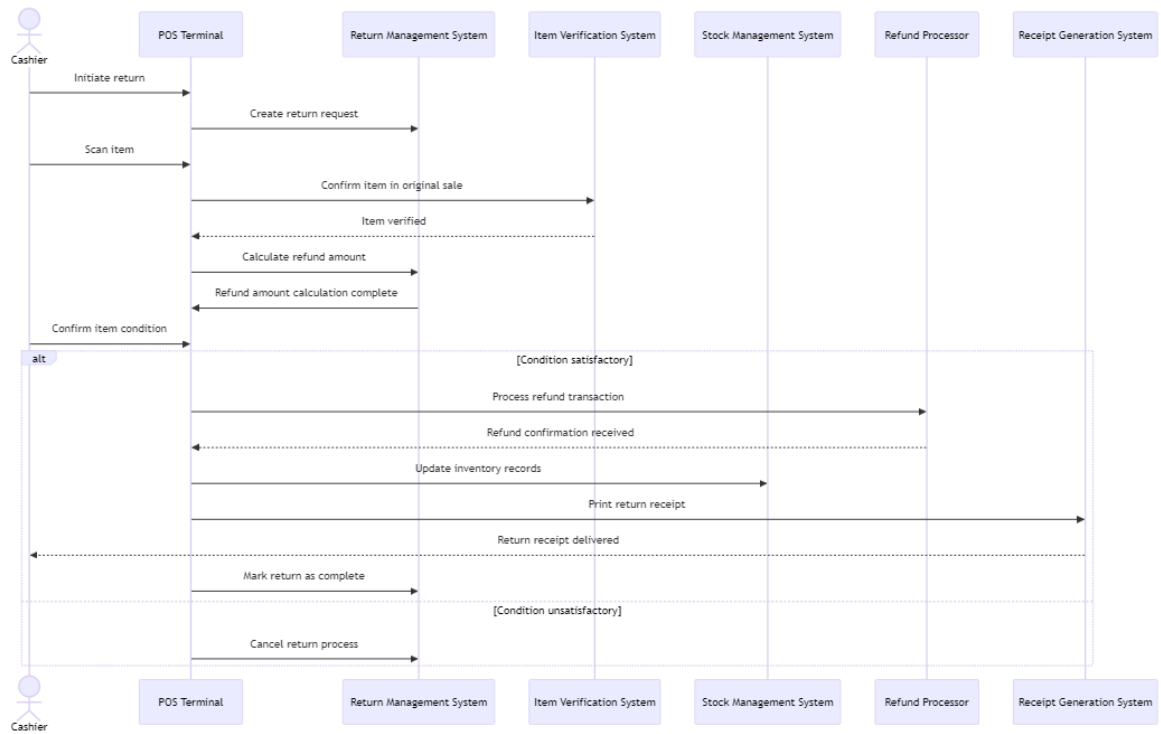 POS Terminal
Return Management System
Item Verification System
Stock Management System
Refund Processor
Receipt Generation System
Cashier
Initiate return
Create return request
Scan item
Confirm item in original sale
Item verified
Calculate refund amount
Refund amount calculation complete
Confirm item condition
alt
[Condition satisfactory]
Process refund transaction
Refund confirmation received
Update inventory records
Print return receipt
Return receipt delivered
Mark return as complete
[Condition unsatisfactory]
Cancel return process
POS Terminal
Return Management System
Item Verification System
Stock Management System
Refund Processor
Receipt Generation System
Cashier